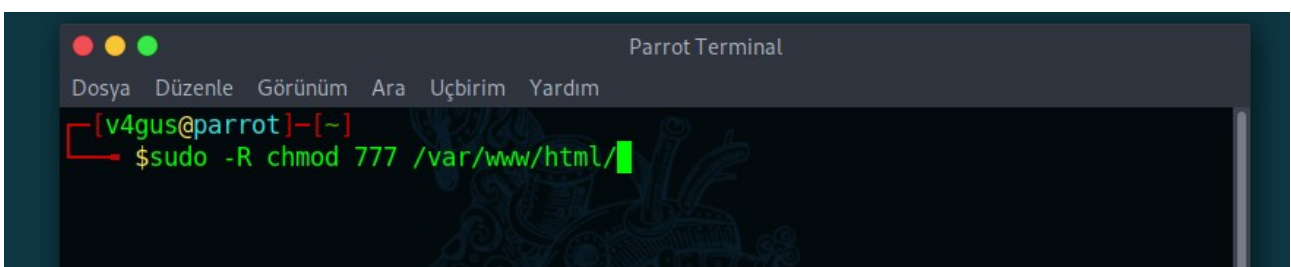 Parrot Terminal
Dosya Düzenle Görünüm Ara Uçbirim Yardım
┌─[v4gus@parrot]─[~]
└──╼ $sudo -R chmod 777 /var/www/html/